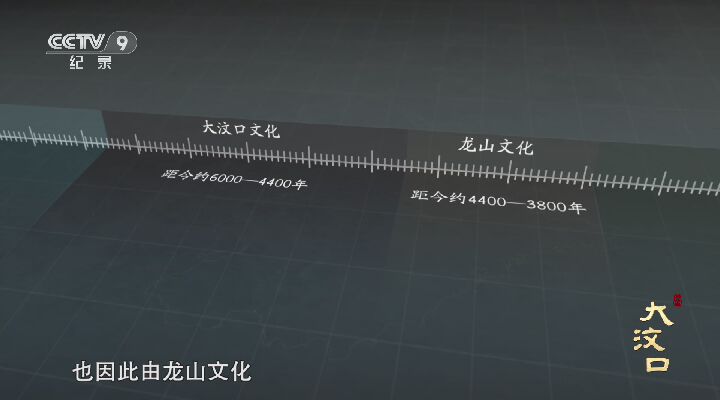 CCTV 9
纪录
大汶口文化
龙山文化
距今约6000—4400年
距今约4400—3800年
大汶口
也因此由龙山文化